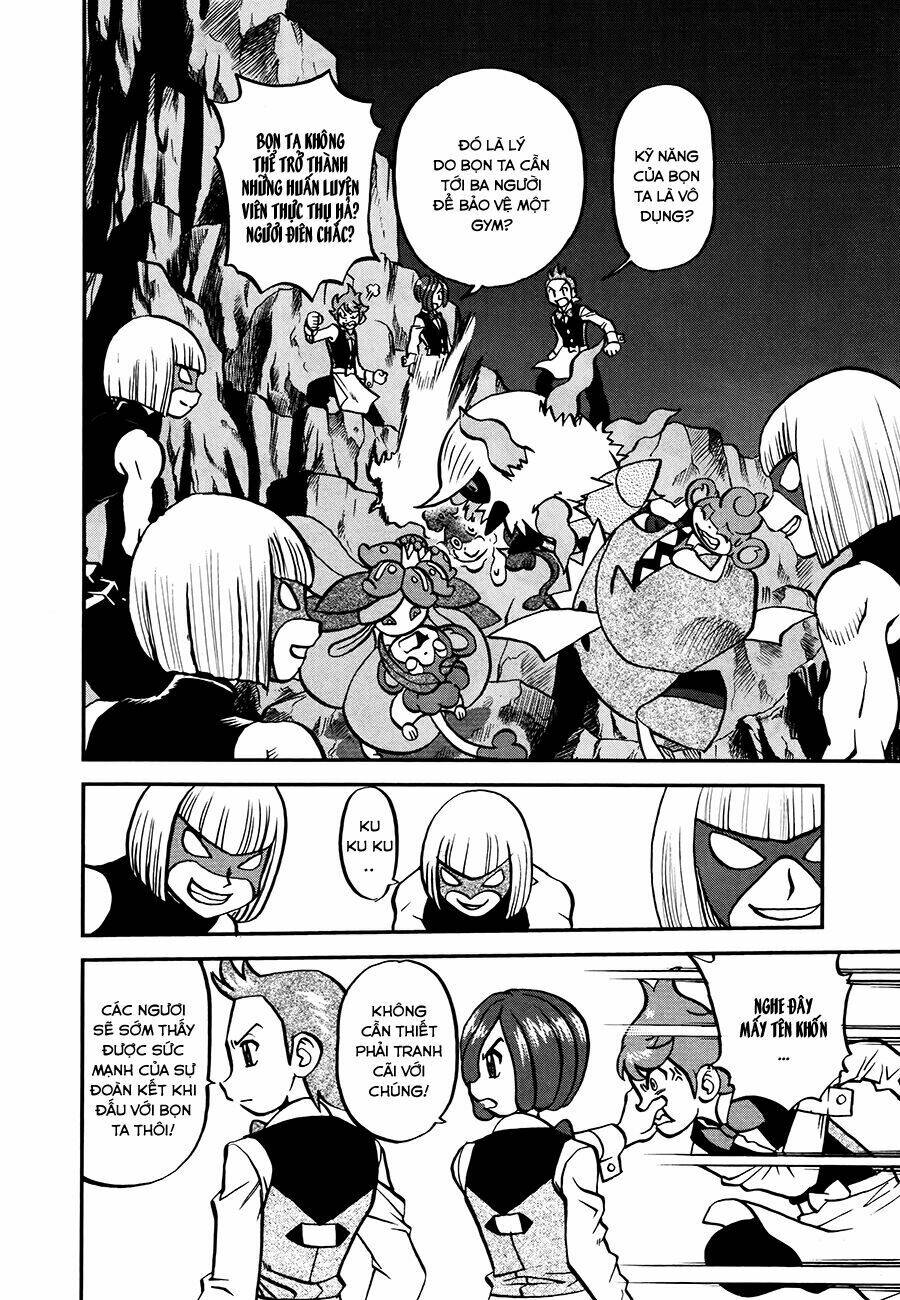 KỸ NĂNG
CỦA BỌN
TA LÀ VÔ
DỤNG?
ĐÓ LÀ LÝ
DO BỌN TA CẦN
TỚI BA NGƯỜI
ĐỂ BẢO VỆ MỘT
GYM?
BỌN TA KHÔNG
THỂ TRỞ THÀNH
NHỮNG HUẤN LUYỆN
VIÊN THỰC THỤ HẢ?
NGƯƠI ĐIÊN CHẮC?
KU
KU KU
..
NGHE ĐÂY
MẤY TÊN KHỐN
...
KHÔNG
CẦN THIẾT
PHẢI TRANH
CÃI VỚI
CHÚNG!
CÁC NGƯƠI
SẼ SỚM THẤY
ĐƯỢC SỨC
MẠNH CỦA SỰ
ĐOÀN KẾT KHI
ĐẤU VỚI BỌN
TA THÔI!